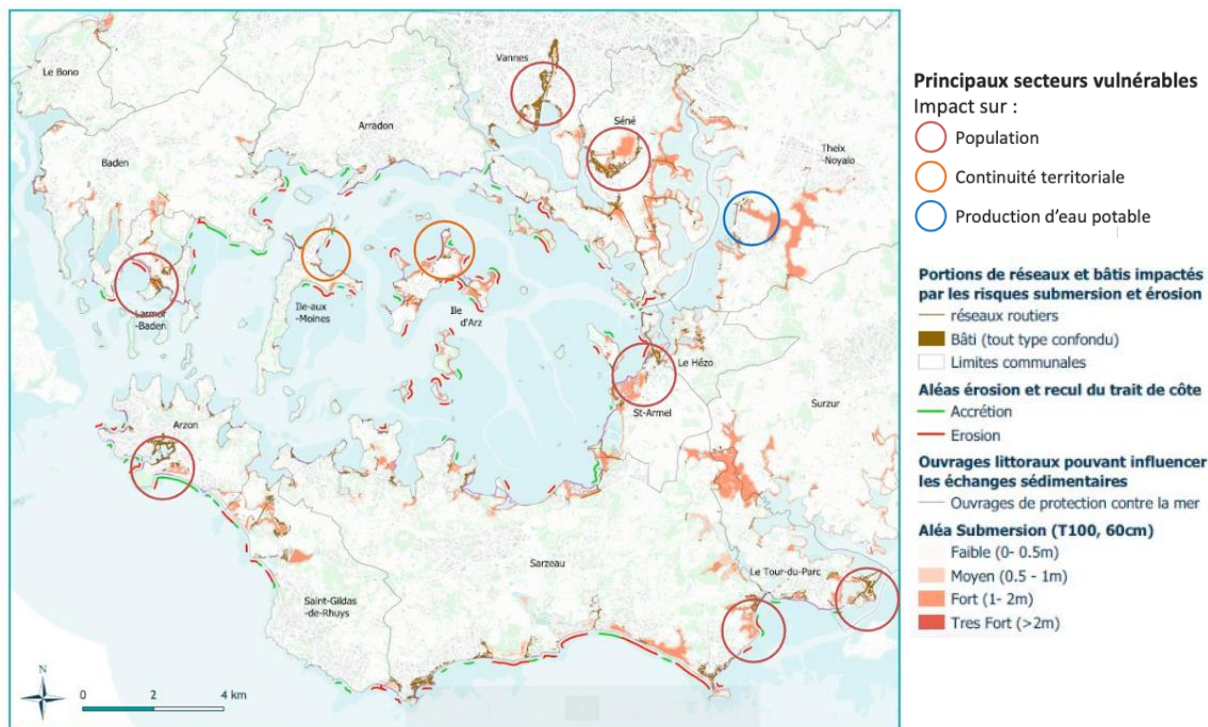 Vannes
Le Bono
Séné
Arradon
Theix
-Noyalo
Baden
Larmor
-Baden
Ile-aux
-Moines
Ile
d'Arz
Le Hézo
St-Armel
Surzur
Arzon
Sarzeau
Le Tour-du-Parc
Saint-Gildas
-de-Rhuys
N
0 2 4 km
Principaux secteurs vulnérables
Impact sur :
Population
Continuité territoriale
Production d'eau potable
Portions de réseaux et bâtis impactés
par les risques submersion et érosion
réseaux routiers
Bâti (tout type confondu)
Limites communales
Aléas érosion et recul du trait de côte
Accrétion
Erosion
Ouvrages littoraux pouvant influencer
les échanges sédimentaires
Ouvrages de protection contre la mer
Aléa Submersion (T100, 60cm)
Faible (0- 0.5m)
Moyen (0.5 - 1m)
Fort (1- 2m)
Tres Fort (>2m)